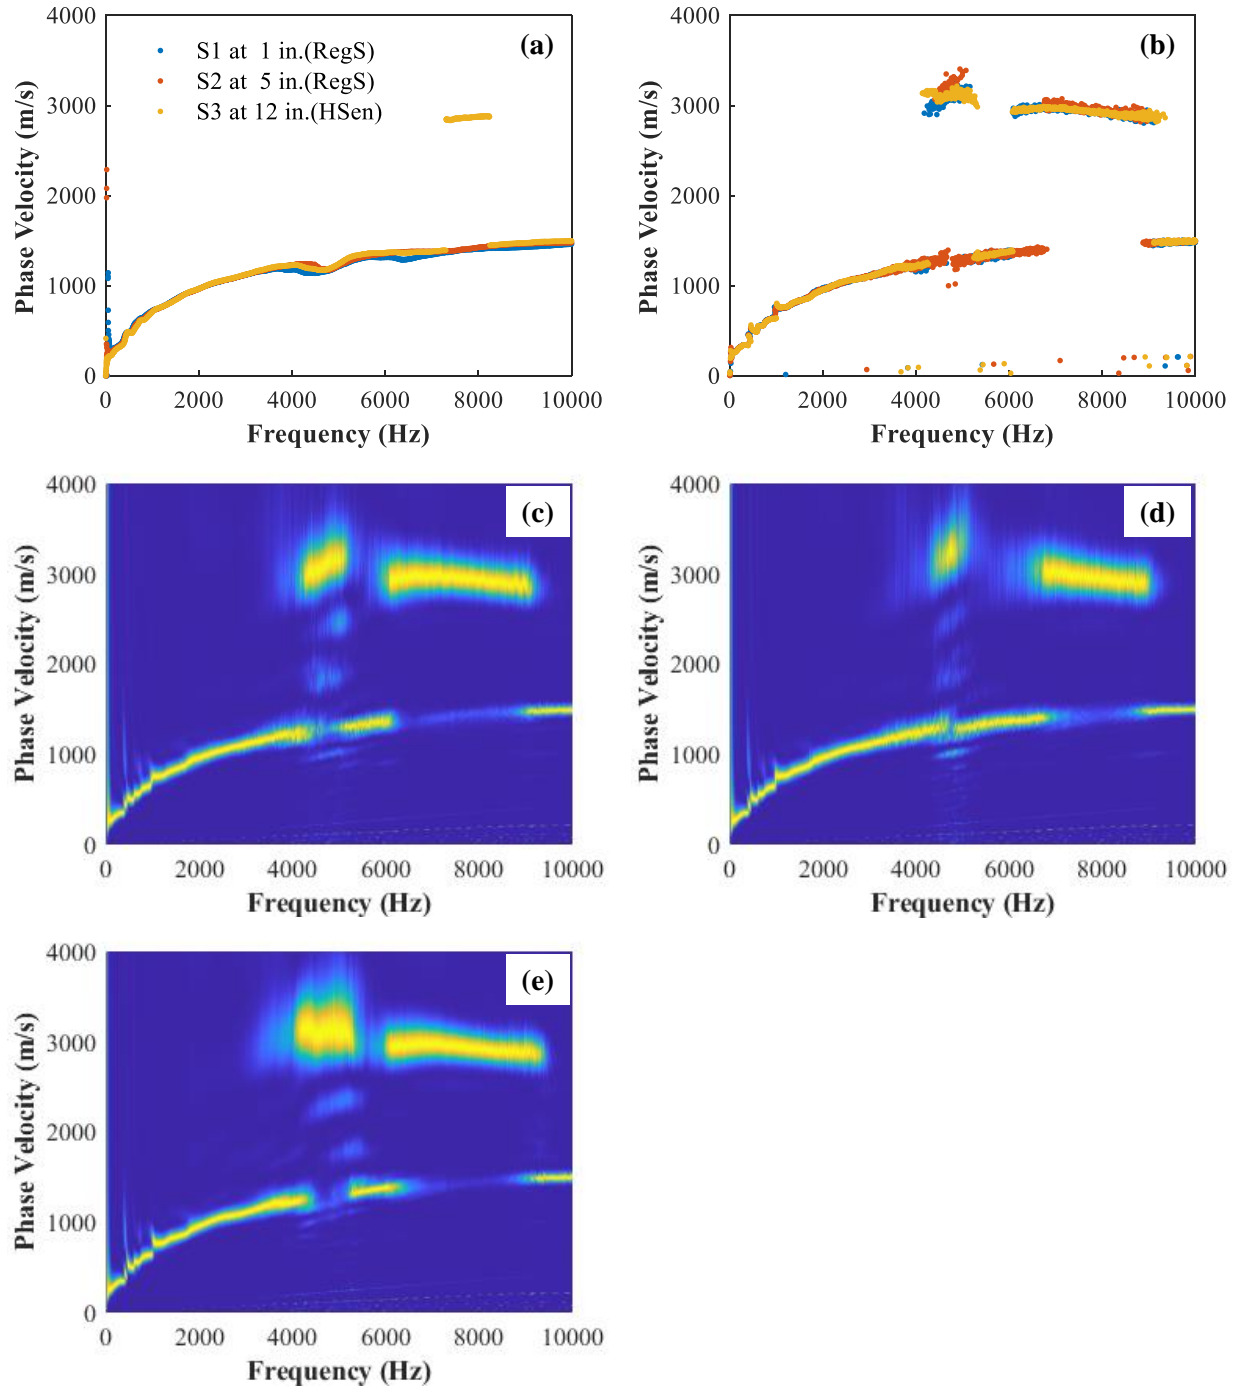 (a)
S1 at 1 in.(RegS)
S2 at 5 in.(RegS)
S3 at 12 in.(HSen)
Phase Velocity (m/s)
4000
3000
2000
1000
0
0 2000 4000 6000 8000 10000
Frequency (Hz)
(b)
Phase Velocity (m/s)
4000
3000
2000
1000
0
0 2000 4000 6000 8000 10000
Frequency (Hz)
(c)
Phase Velocity (m/s)
4000
3000
2000
1000
0
0 2000 4000 6000 8000 10000
Frequency (Hz)
(d)
Phase Velocity (m/s)
4000
3000
2000
1000
0
0 2000 4000 6000 8000 10000
Frequency (Hz)
(e)
Phase Velocity (m/s)
4000
3000
2000
1000
0
0 2000 4000 6000 8000 10000
Frequency (Hz)